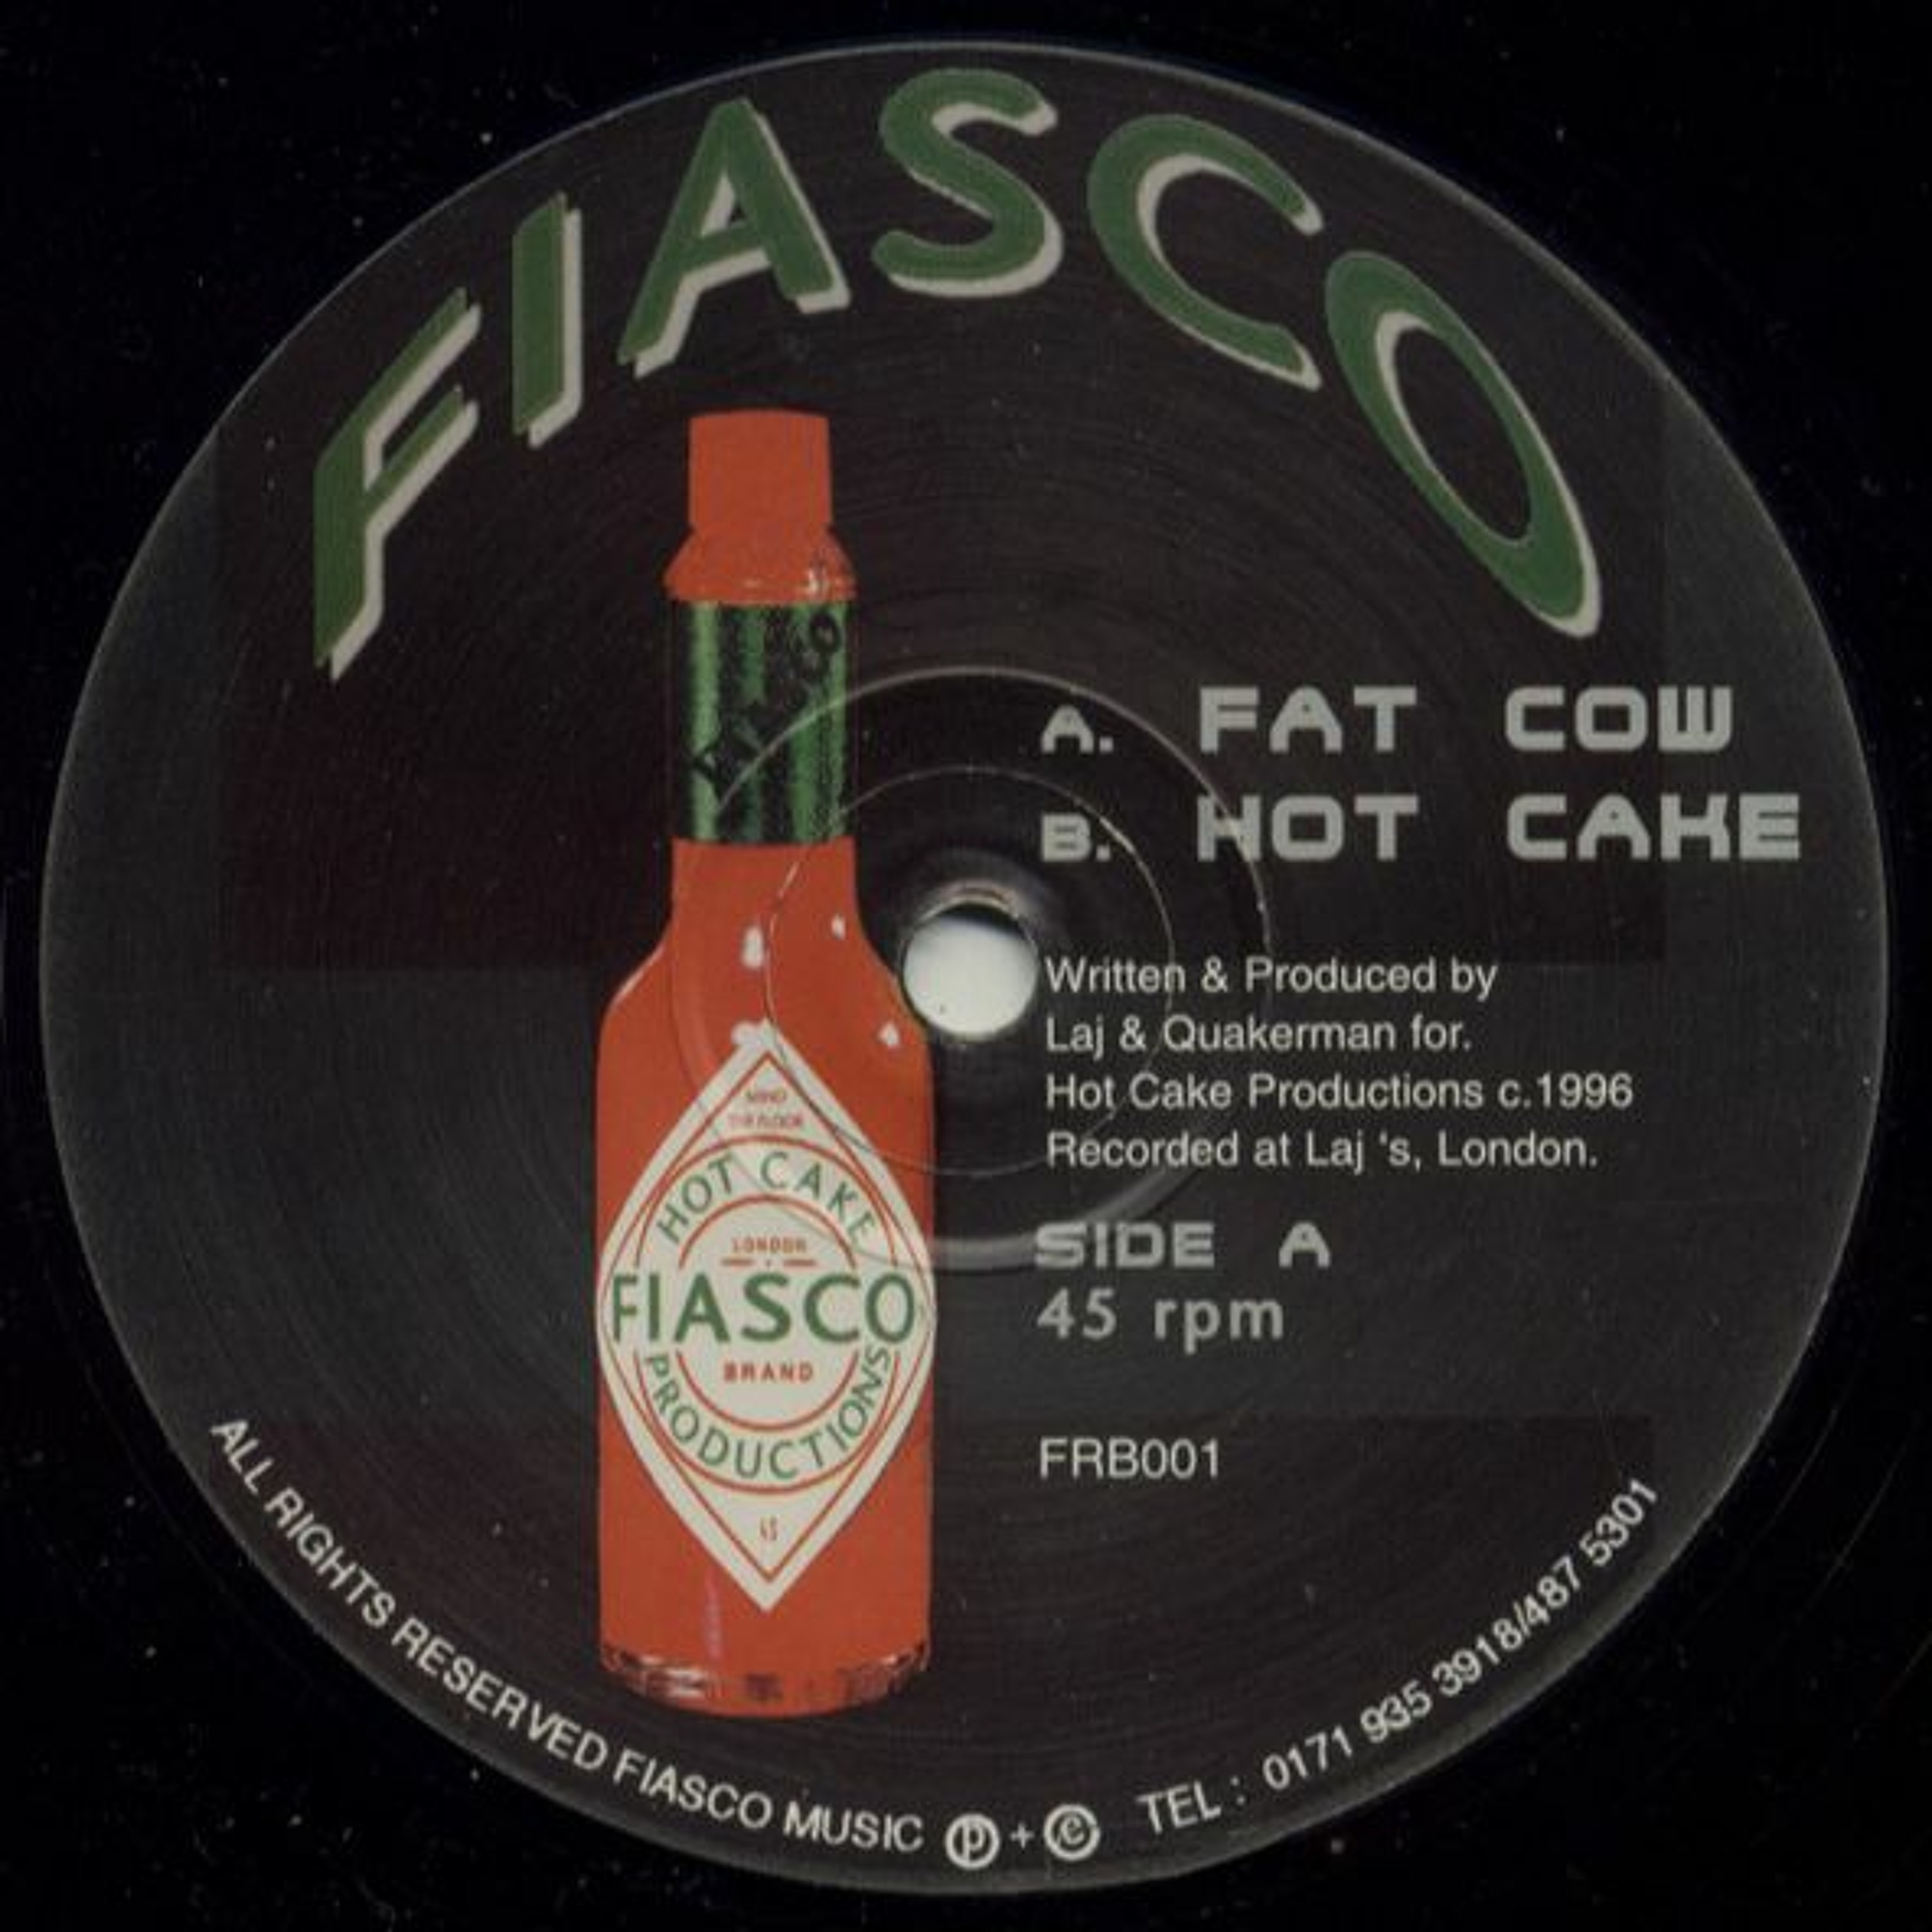 FIASCO
A. FAT COW
B. HOT CAKE
Written & Produced by
Laj & Quakerman for.
Hot Cake Productions c.1996
Recorded at Laj 's, London.
SIDE A
45 rpm
FRB001
HOT CAKE
LONDON
FIASCO
BRAND
PRODUCTIONS
45
ALL RIGHTS RESERVED FIASCO MUSIC ℗ + © TEL : 0171 935 3918/487 5301